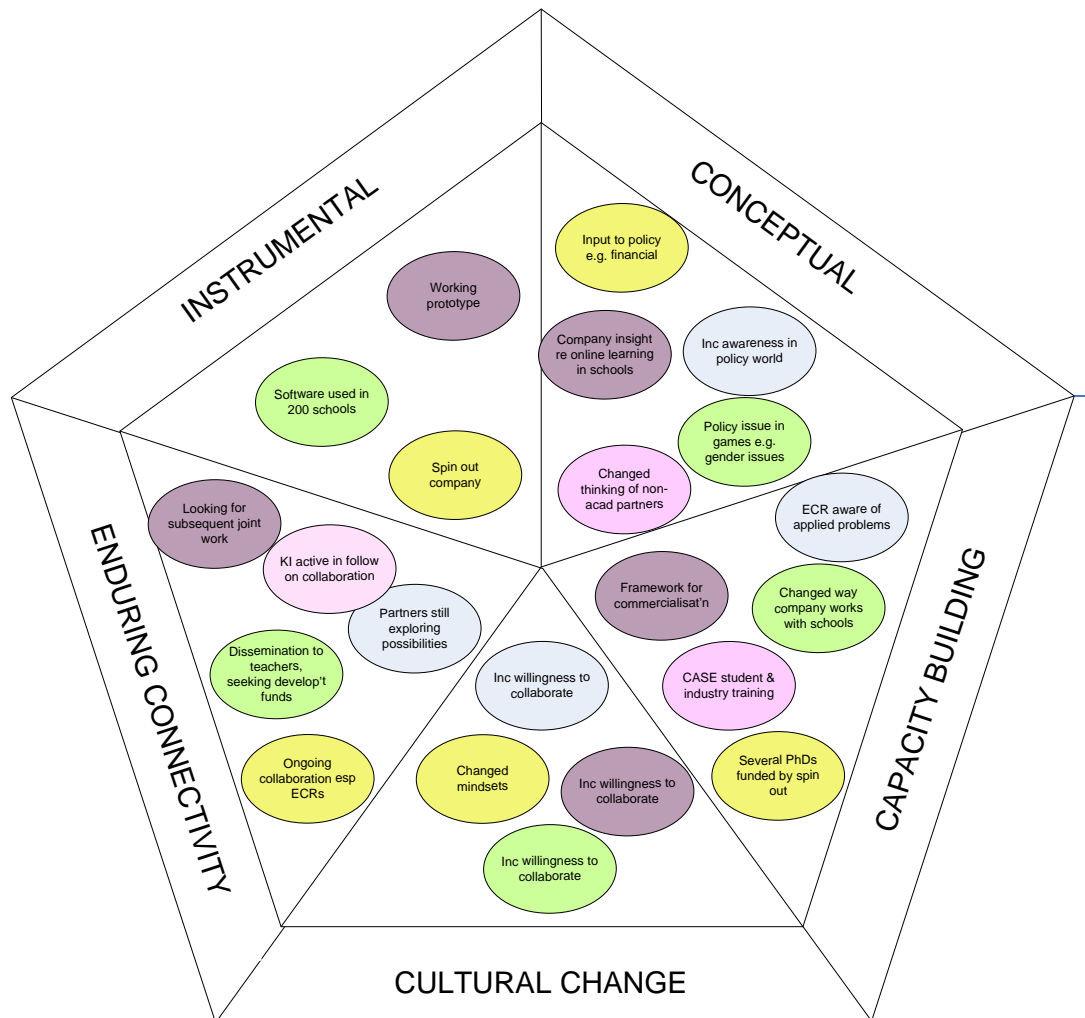 INSTRUMENTAL
CONCEPTUAL
Input to policy
e.g. financial
Working
prototype
Company insight
re online learning
in schools
Inc awareness in
policy world
Software used in
200 schools
Policy issue in
games e.g.
gender issues
Spin out
company
Changed
thinking of non-
acad partners
Looking for
subsequent joint
work
ECR aware of
applied problems
KI active in follow
on collaboration
Framework for
commercialisat'n
Changed way
company works
with schools
Partners still
exploring
possibilities
Dissemination to
teachers,
seeking develop't
funds
Inc willingness to
collaborate
CASE student &
industry training
ENDURING CONNECTIVITY
CAPACITY BUILDING
Ongoing
collaboration esp
ECRs
Changed
mindsets
Inc willingness to
collaborate
Several PhDs
funded by spin
out
Inc willingness to
collaborate
CULTURAL CHANGE